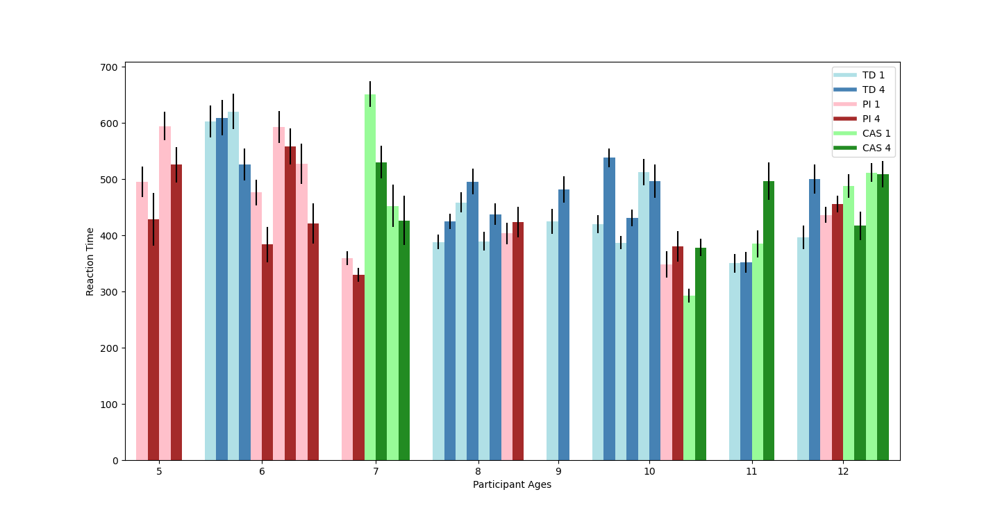 700
600
500
400
300
200
100
0
Reaction Time
TD 1
TD 4
PI 1
PI 4
CAS 1
CAS 4
5 6 7 8 9 10 11 12
Participant Ages